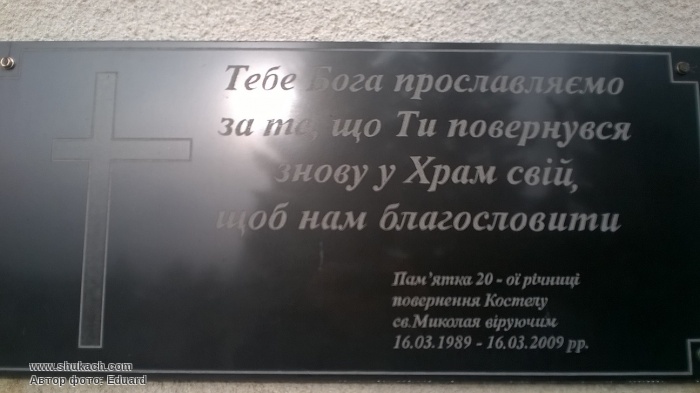 Тебе Бога прославляємо
за те, що Ти повернувся
знову у Храм свій,
щоб нам благословити
Пам'ятка 20 - ої річниці
повернення Костелу
св.Миколая віруючим
16.03.1989 - 16.03.2009 рр.
www.shukach.com
Автор фото: Eduard